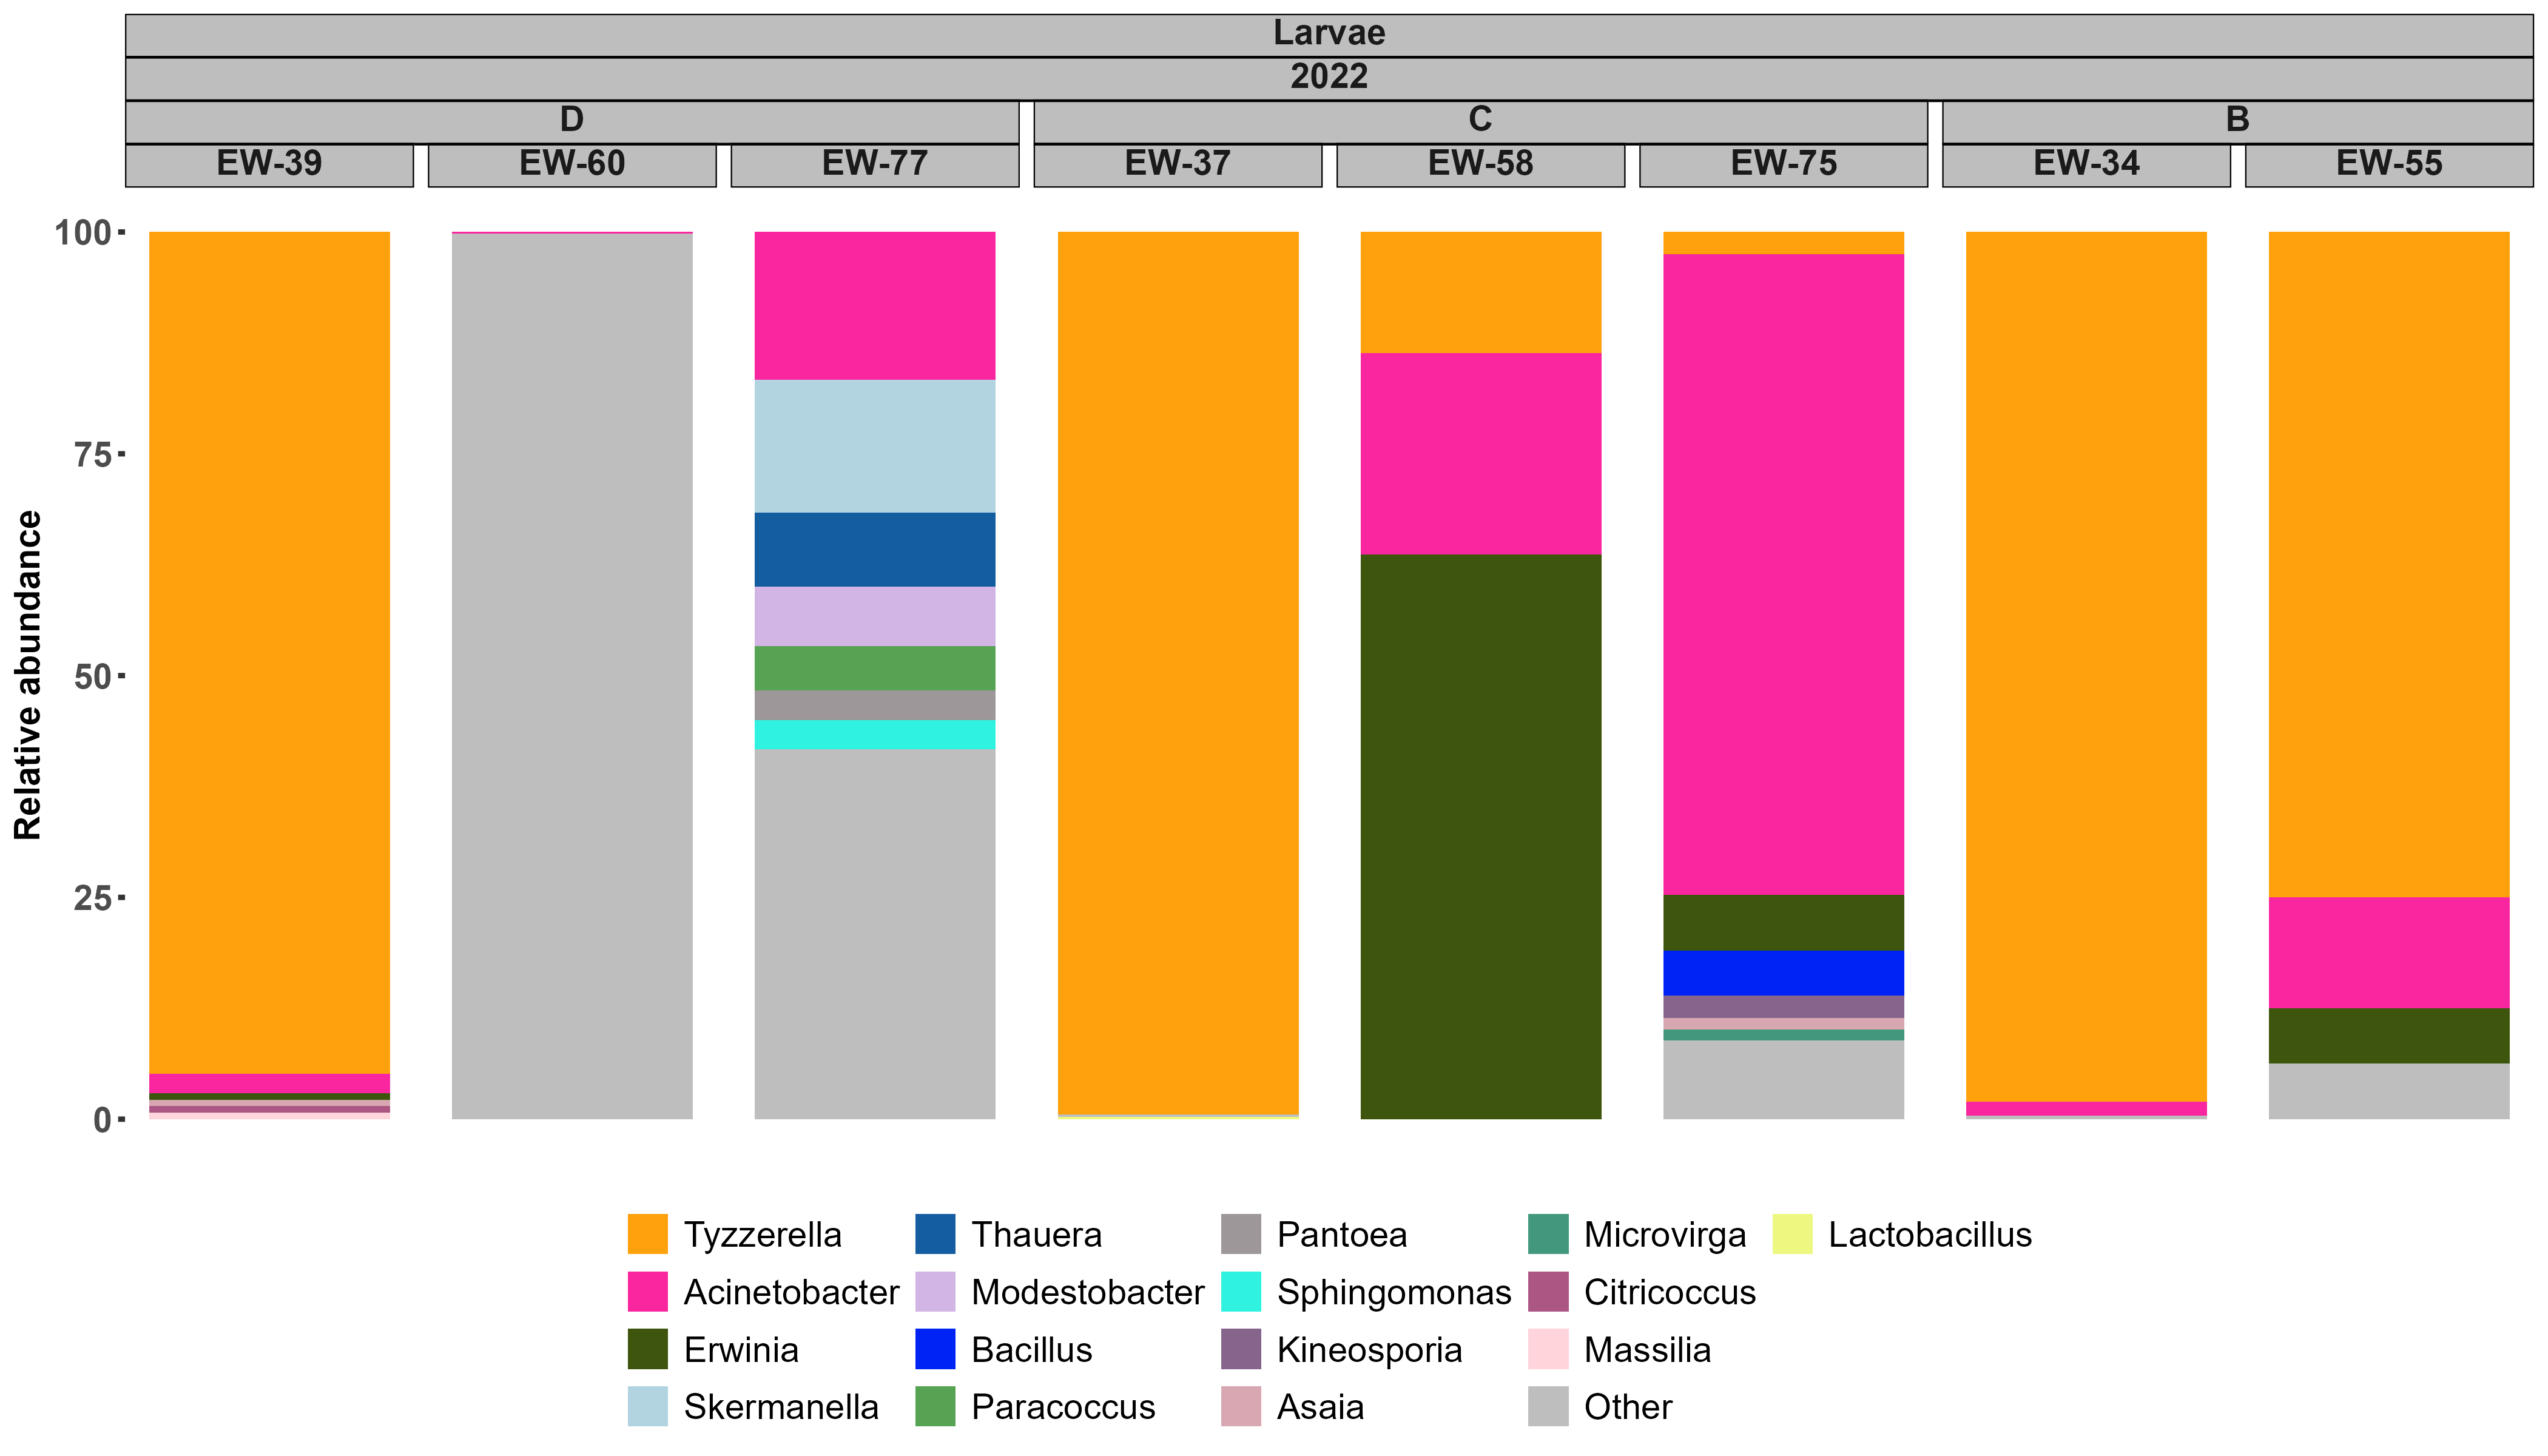 Larvae
2022
D C B
EW-39 EW-60 EW-77 EW-37 EW-58 EW-75 EW-34 EW-55
Relative abundance
100
75
50
25
0
Tyzzerella Thauera Pantoea Microvirga Lactobacillus
Acinetobacter Modestobacter Sphingomonas Citricoccus
Erwinia Bacillus Kineosporia Massilia
Skermanella Paracoccus Asaia Other